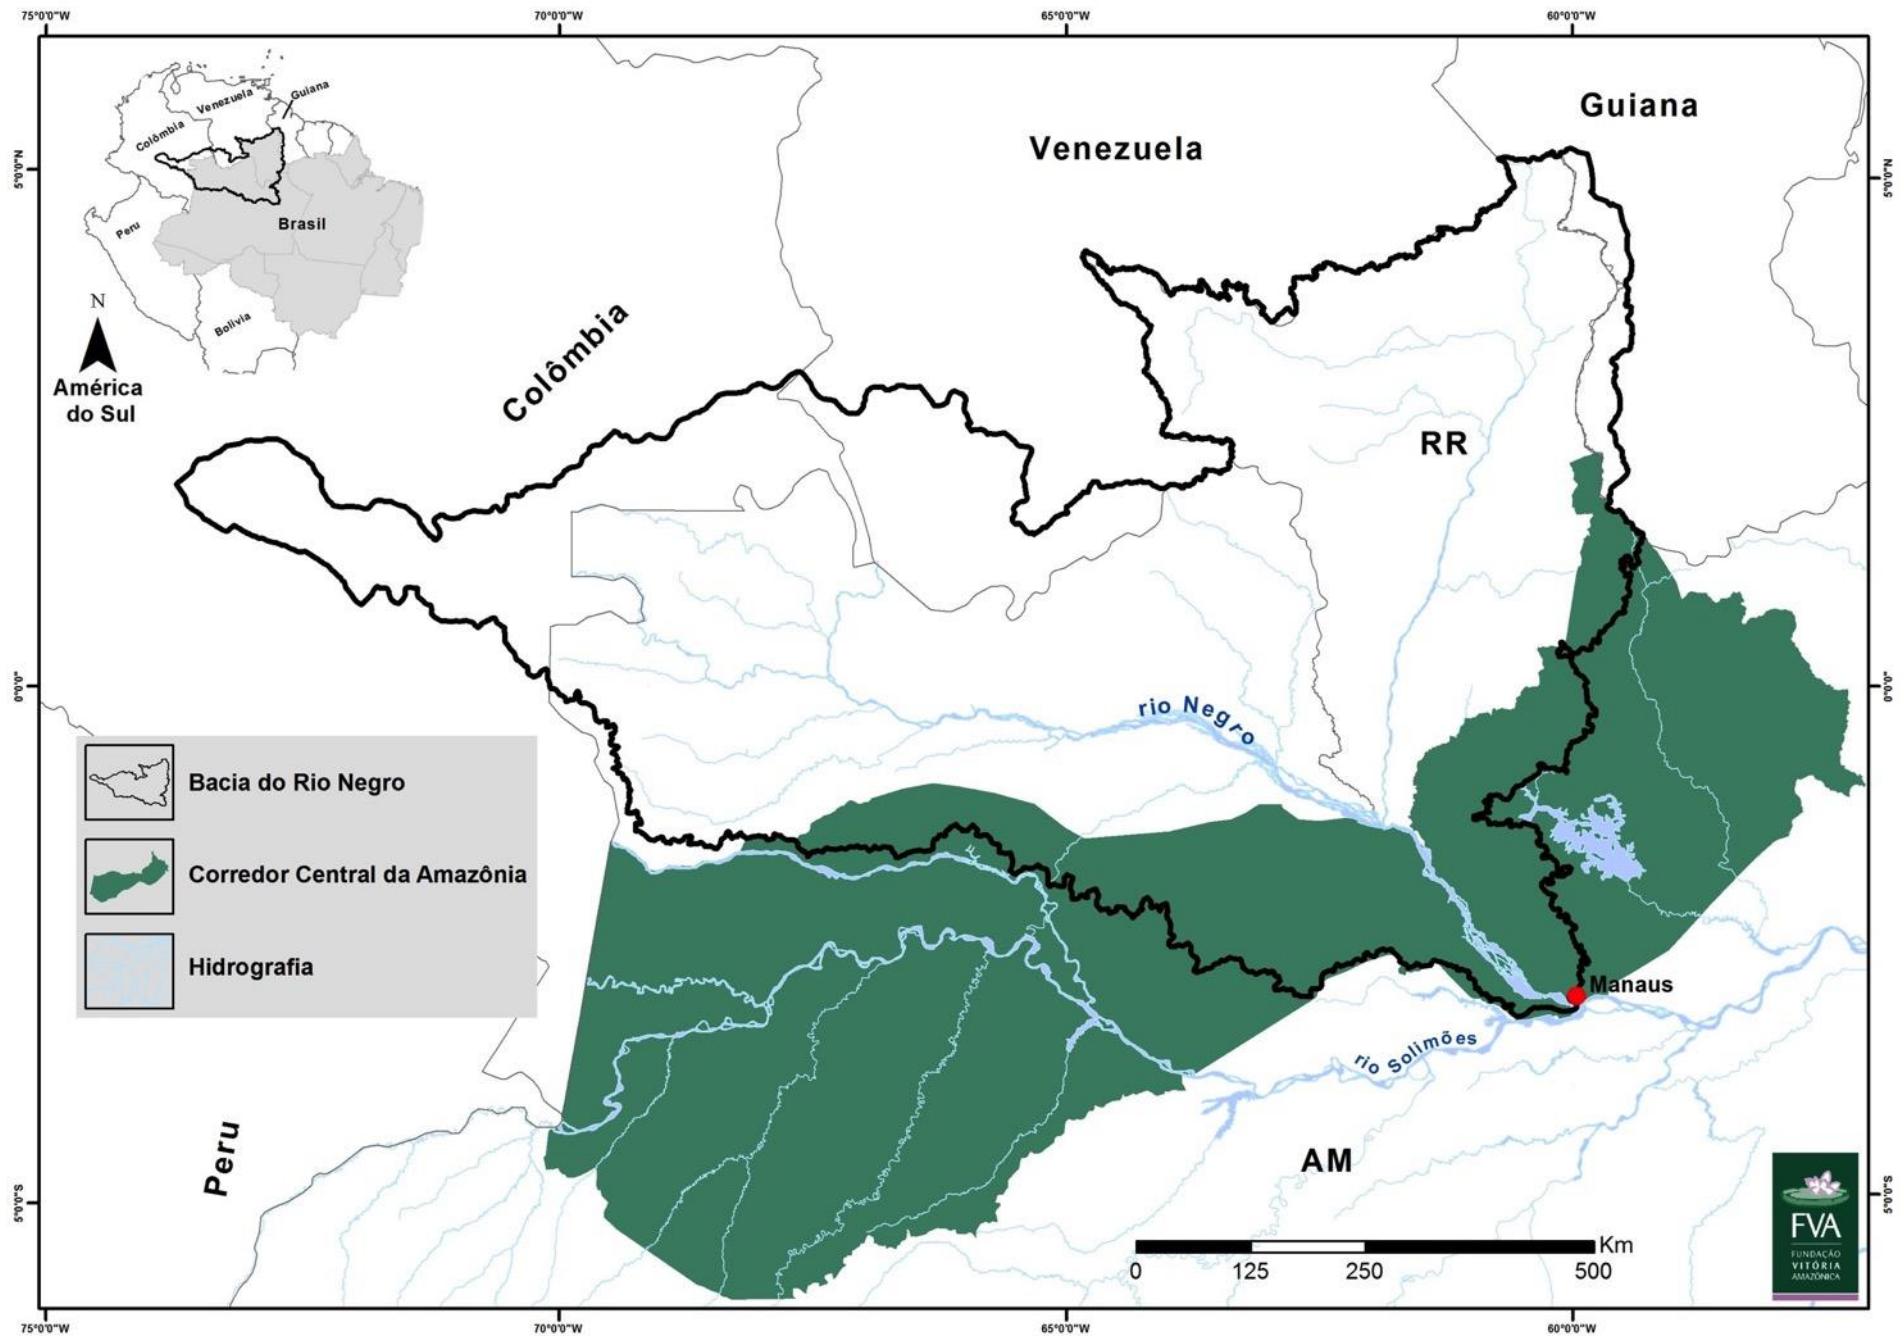 75°0'0"W
70°0'0"W
65°0'0"W
60°0'0"W
5°0'0"N
5°0'0"N
0°0'0"
0°0'0"
5°0'0"S
5°0'0"S
Venezuela
Guiana
Colômbia
Peru
Brasil
Bolivia
N
América
do Sul
Venezuela
Guiana
Colômbia
RR
rio Negro
Bacia do Rio Negro
Corredor Central da Amazônia
Hidrografia
Manaus
rio Solimões
Peru
AM
Km
0 125 250 500
FVA
FUNDAÇÃO
VITÓRIA
AMAZÔNICA
75°0'0"W
70°0'0"W
65°0'0"W
60°0'0"W